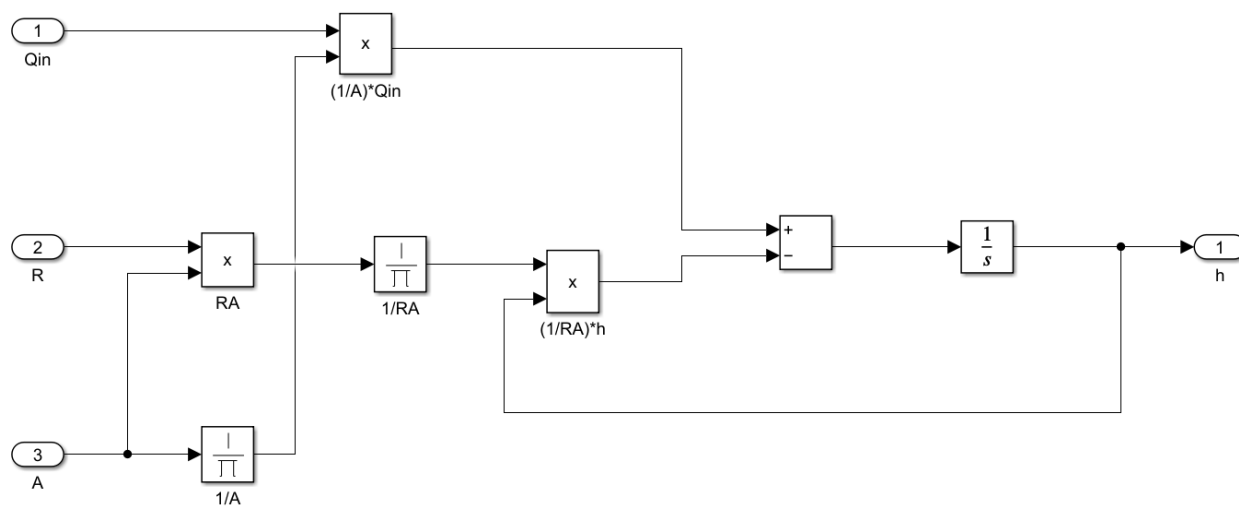 1
Qin
x
(1/A)*Qin
2
R
x
RA
1/RA
x
(1/RA)*h
+
−
1
s
1
h
3
A
1/A